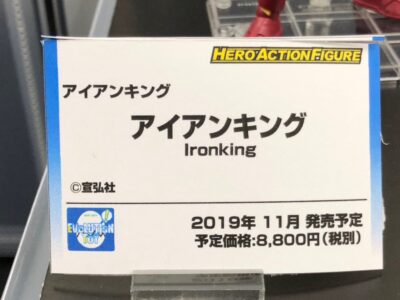 HERO ACTION FIGURE
アイアンキング
アイアンキング
Ironking
©宣弘社
EVOLUTION
TOY
2019年 11月 発売予定
予定価格:8,800円(税別)